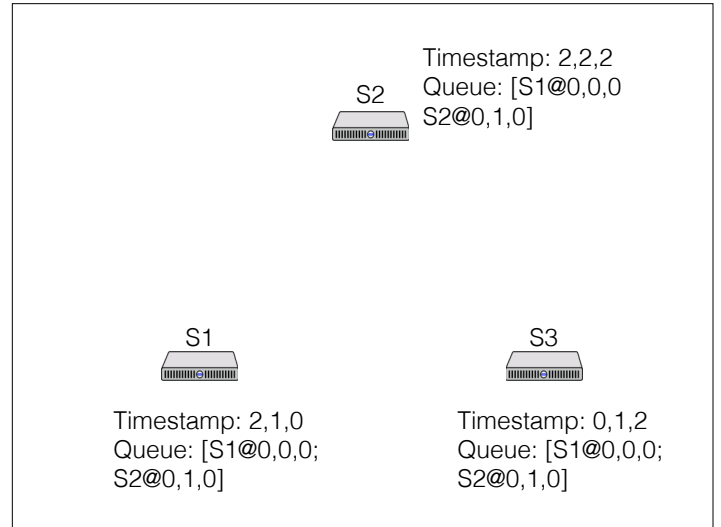 Timestamp: 2,2,2
S2
Queue: [S1@0,0,0
S2@0,1,0]
S1
Timestamp: 2,1,0
Queue: [S1@0,0,0;
S2@0,1,0]
S3
Timestamp: 0,1,2
Queue: [S1@0,0,0;
S2@0,1,0]